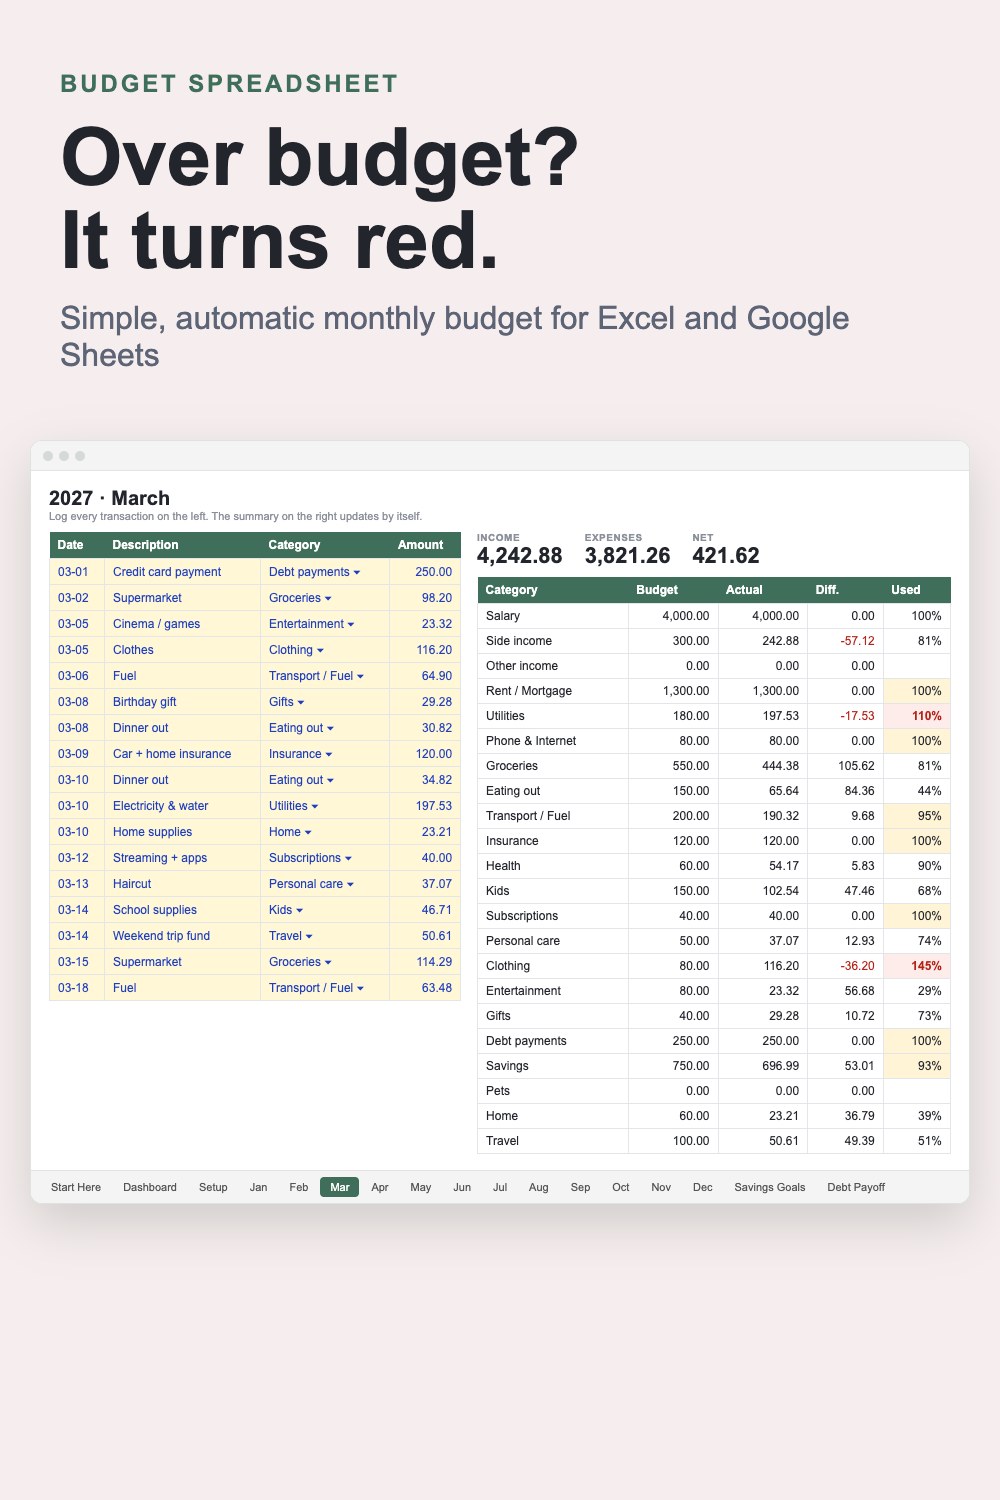 BUDGET SPREADSHEET
Over budget?
It turns red.
Simple, automatic monthly budget for Excel and Google
Sheets
2027 · March
Log every transaction on the left. The summary on the right updates by itself.
Date Description Category Amount
03-01 Credit card payment Debt payments 250.00
03-02 Supermarket Groceries 98.20
03-05 Cinema / games Entertainment 23.32
03-05 Clothes Clothing 116.20
03-06 Fuel Transport / Fuel 64.90
03-08 Birthday gift Gifts 29.28
03-08 Dinner out Eating out 30.82
03-09 Car + home insurance Insurance 120.00
03-10 Dinner out Eating out 34.82
03-10 Electricity & water Utilities 197.53
03-10 Home supplies Home 23.21
03-12 Streaming + apps Subscriptions 40.00
03-13 Haircut Personal care 37.07
03-14 School supplies Kids 46.71
03-14 Weekend trip fund Travel 50.61
03-15 Supermarket Groceries 114.29
03-18 Fuel Transport / Fuel 63.48
INCOME EXPENSES NET
4,242.88 3,821.26 421.62
Category Budget Actual Diff. Used
Salary 4,000.00 4,000.00 0.00 100%
Side income 300.00 242.88 -57.12 81%
Other income 0.00 0.00 0.00
Rent / Mortgage 1,300.00 1,300.00 0.00 100%
Utilities 180.00 197.53 -17.53 110%
Phone & Internet 80.00 80.00 0.00 100%
Groceries 550.00 444.38 105.62 81%
Eating out 150.00 65.64 84.36 44%
Transport / Fuel 200.00 190.32 9.68 95%
Insurance 120.00 120.00 0.00 100%
Health 60.00 54.17 5.83 90%
Kids 150.00 102.54 47.46 68%
Subscriptions 40.00 40.00 0.00 100%
Personal care 50.00 37.07 12.93 74%
Clothing 80.00 116.20 -36.20 145%
Entertainment 80.00 23.32 56.68 29%
Gifts 40.00 29.28 10.72 73%
Debt payments 250.00 250.00 0.00 100%
Savings 750.00 696.99 53.01 93%
Pets 0.00 0.00 0.00
Home 60.00 23.21 36.79 39%
Travel 100.00 50.61 49.39 51%
Start Here Dashboard Setup Jan Feb Mar Apr May Jun Jul Aug Sep Oct Nov Dec Savings Goals Debt Payoff